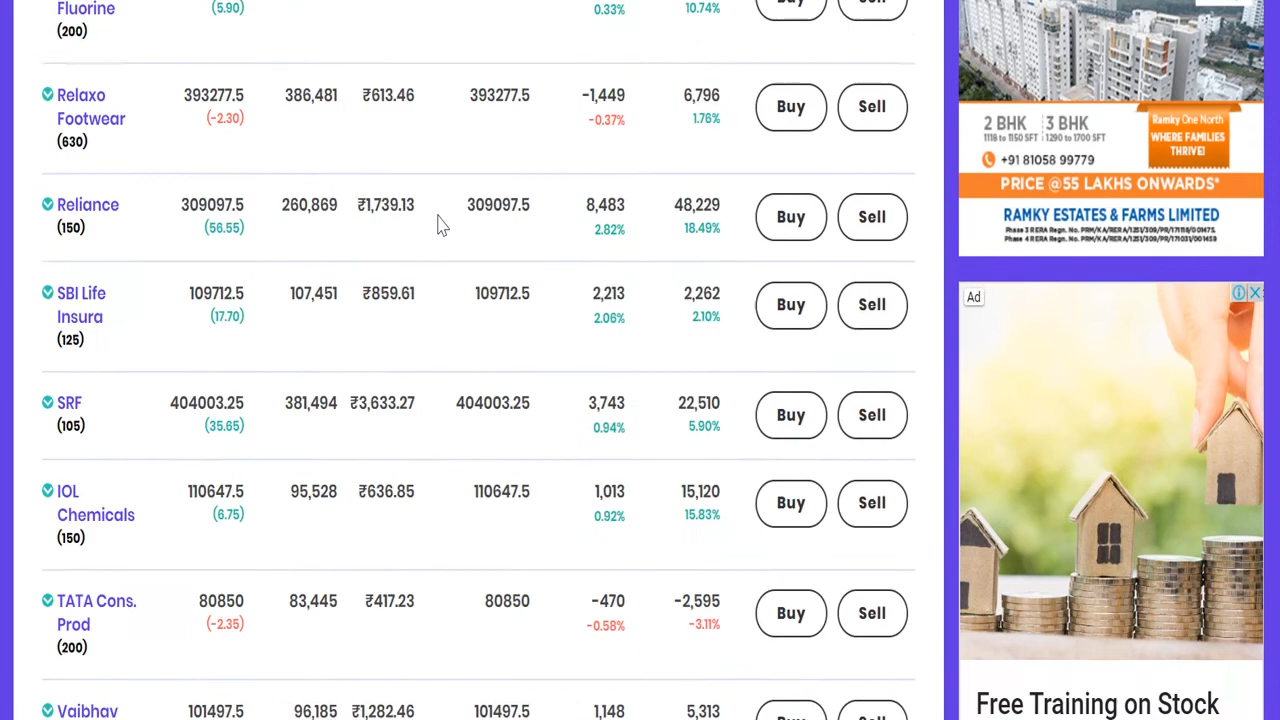 Fluorine
(200)
(5.90)
0.33%
10.74%
Relaxo
Footwear
(630)
393277.5
(-2.30)
386,481
₹613.46
393277.5
-1,449
-0.37%
6,796
1.76%
Buy
Sell
Reliance
(150)
309097.5
(56.55)
260,869
₹1,739.13
309097.5
8,483
2.82%
48,229
18.49%
Buy
Sell
SBI Life
Insura
(125)
109712.5
(17.70)
107,451
₹859.61
109712.5
2,213
2.06%
2,262
2.10%
Buy
Sell
SRF
(105)
404003.25
(35.65)
381,494
₹3,633.27
404003.25
3,743
0.94%
22,510
5.90%
Buy
Sell
IOL
Chemicals
(150)
110647.5
(6.75)
95,528
₹636.85
110647.5
1,013
0.92%
15,120
15.83%
Buy
Sell
TATA Cons.
Prod
(200)
80850
(-2.35)
83,445
₹417.23
80850
-470
-0.58%
-2,595
-3.11%
Buy
Sell
Vaibhav
101497.5
96,185
₹1,282.46
101497.5
1,148
5,313
2 BHK
1118 to 1150 SFT
3 BHK
1290 to 1700 SFT
+91 81058 99779
Ramky One North
WHERE FAMILIES
THRIVE!
PRICE @55 LAKHS ONWARDS*
RAMKY ESTATES & FARMS LIMITED
Ad
Free Training on Stock